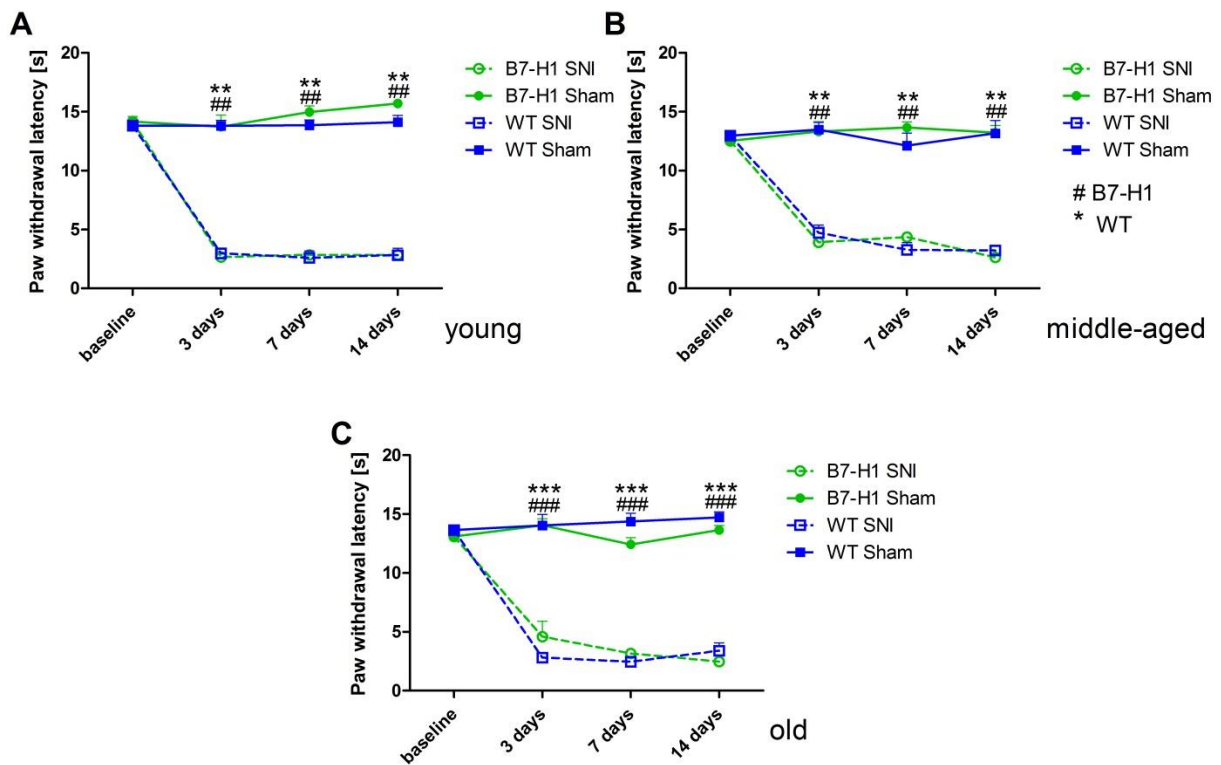 A
Paw withdrawal latency [s]
20
15
10
5
0
** ** **
## ## ##
baseline
3 days
7 days
14 days
young
B7-H1 SNI
B7-H1 Sham
WT SNI
WT Sham
B
Paw withdrawal latency [s]
20
15
10
5
0
** ** **
## ## ##
baseline
3 days
7 days
14 days
middle-aged
B7-H1 SNI
B7-H1 Sham
WT SNI
WT Sham
# B7-H1
* WT
C
Paw withdrawal latency [s]
20
15
10
5
0
*** *** ***
### ### ###
baseline
3 days
7 days
14 days
old
B7-H1 SNI
B7-H1 Sham
WT SNI
WT Sham